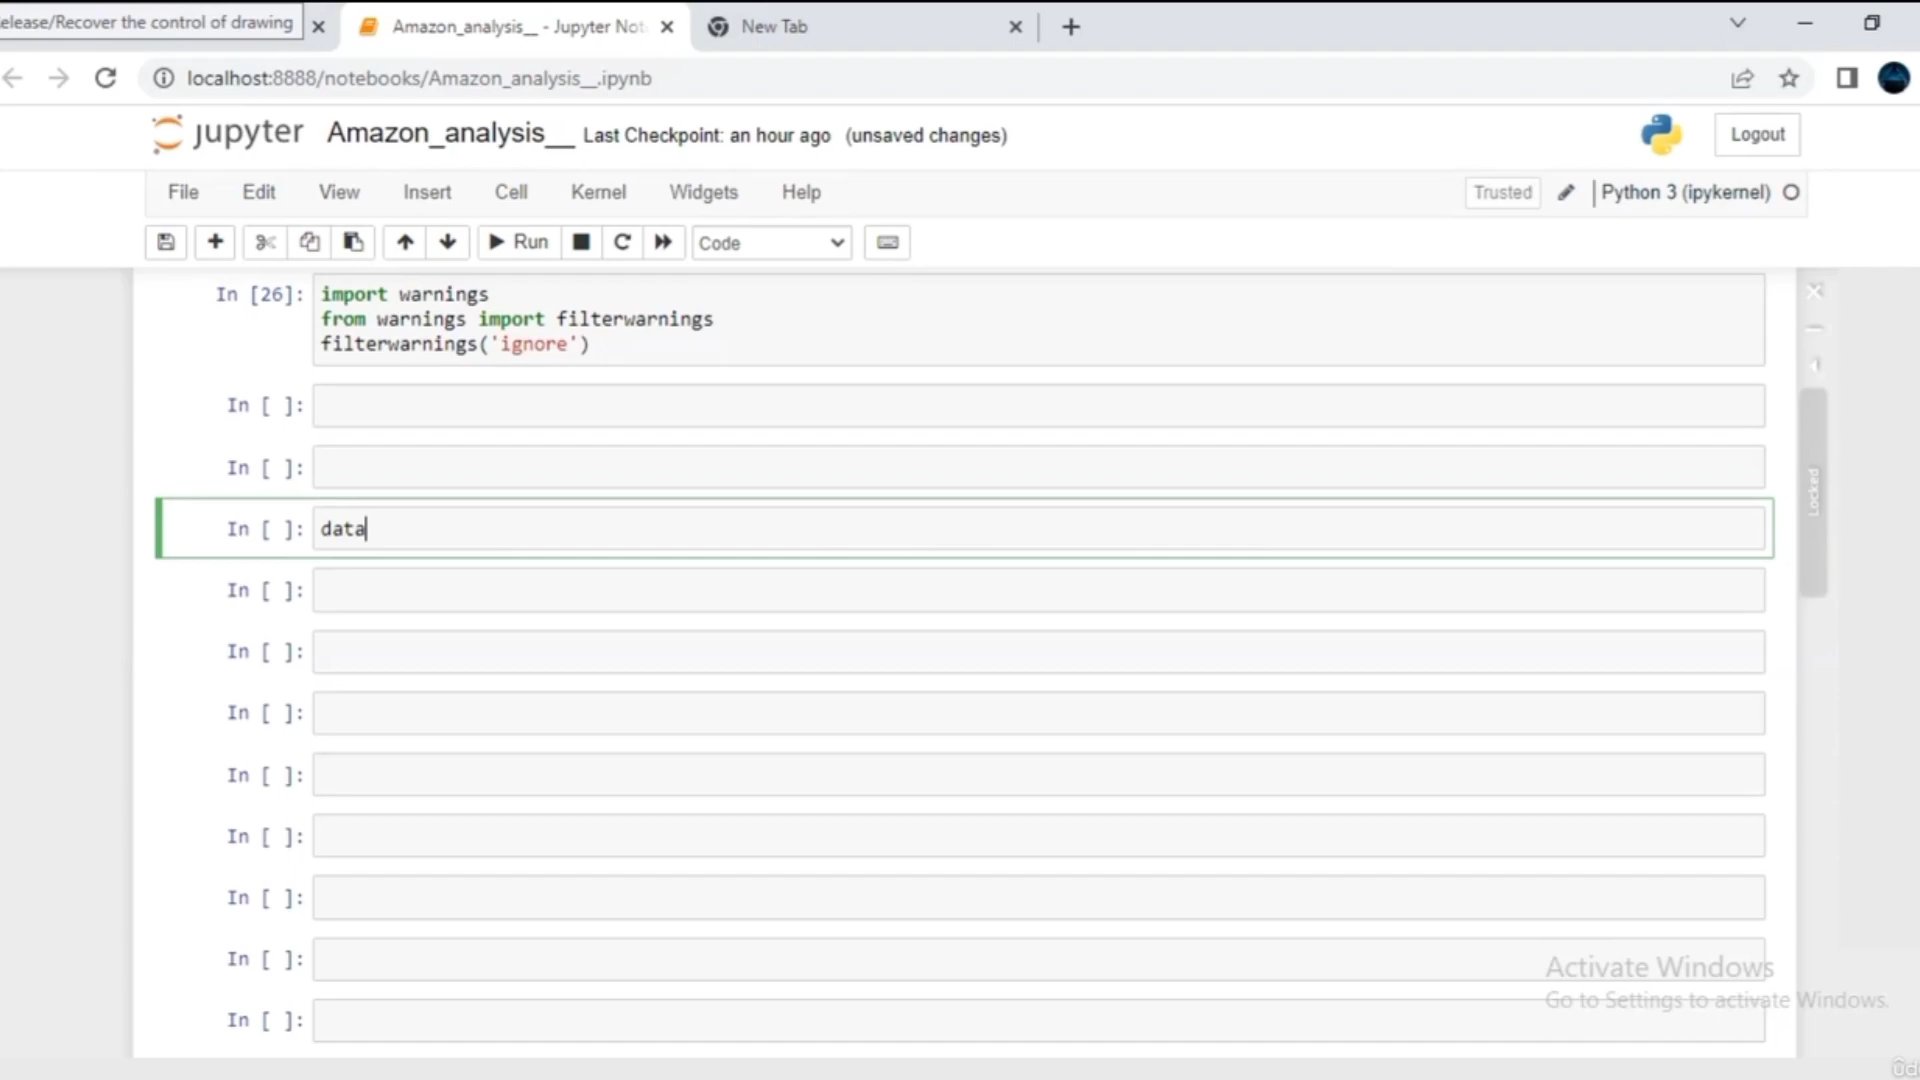 elease/Recover the control of drawing
Amazon_analysis__ - Jupyter Not
New Tab
localhost:8888/notebooks/Amazon_analysis__.ipynb
jupyter Amazon_analysis__ Last Checkpoint: an hour ago (unsaved changes)
Logout
File Edit View Insert Cell Kernel Widgets Help
Trusted Python 3 (ipykernel)
Run Code
In [26]: import warnings
from warnings import filterwarnings
filterwarnings('ignore')
In [ ]:
In [ ]:
In [ ]: data
In [ ]:
In [ ]:
In [ ]:
In [ ]:
In [ ]:
In [ ]:
In [ ]:
In [ ]:
Locked
Activate Windows
Go to Settings to activate Windows.